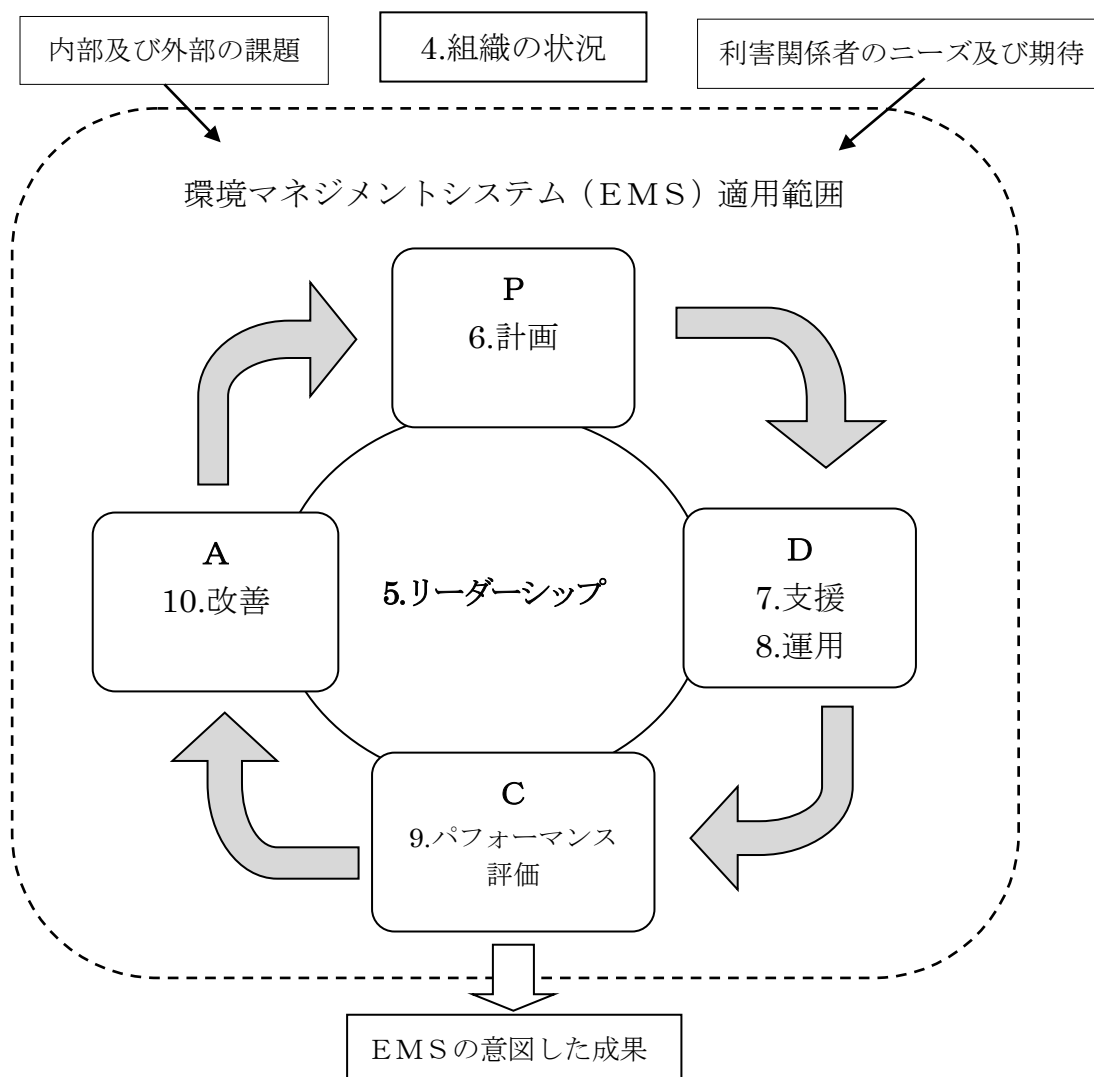 内部及び外部の課題
4.組織の状況
利害関係者のニーズ及び期待
環境マネジメントシステム（ＥＭＳ）適用範囲
P
6.計画
A
10.改善
5.リーダーシップ
D
7.支援
8.運用
C
9.パフォーマンス
評価
ＥＭＳの意図した成果